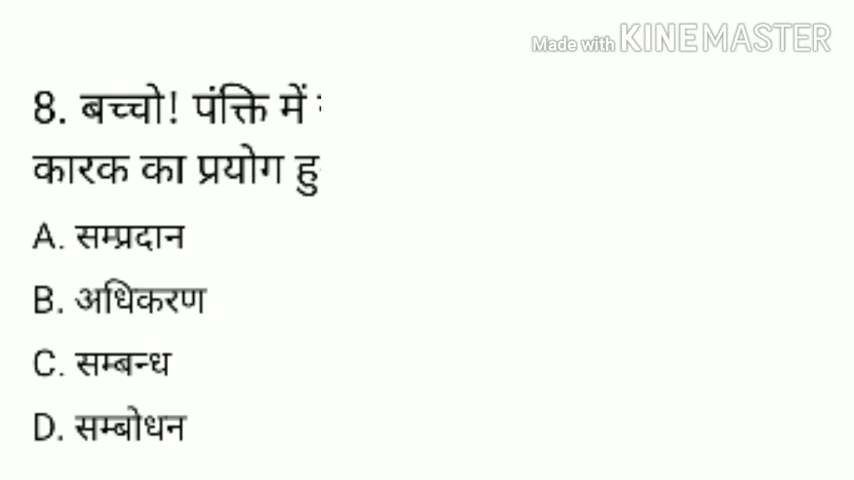 Made with KINEMASTER
8. बच्चो! पंक्ति में
कारक का प्रयोग
A. सम्प्रदान
B. अधिकरण
C. सम्बन्ध
D. सम्बोधन